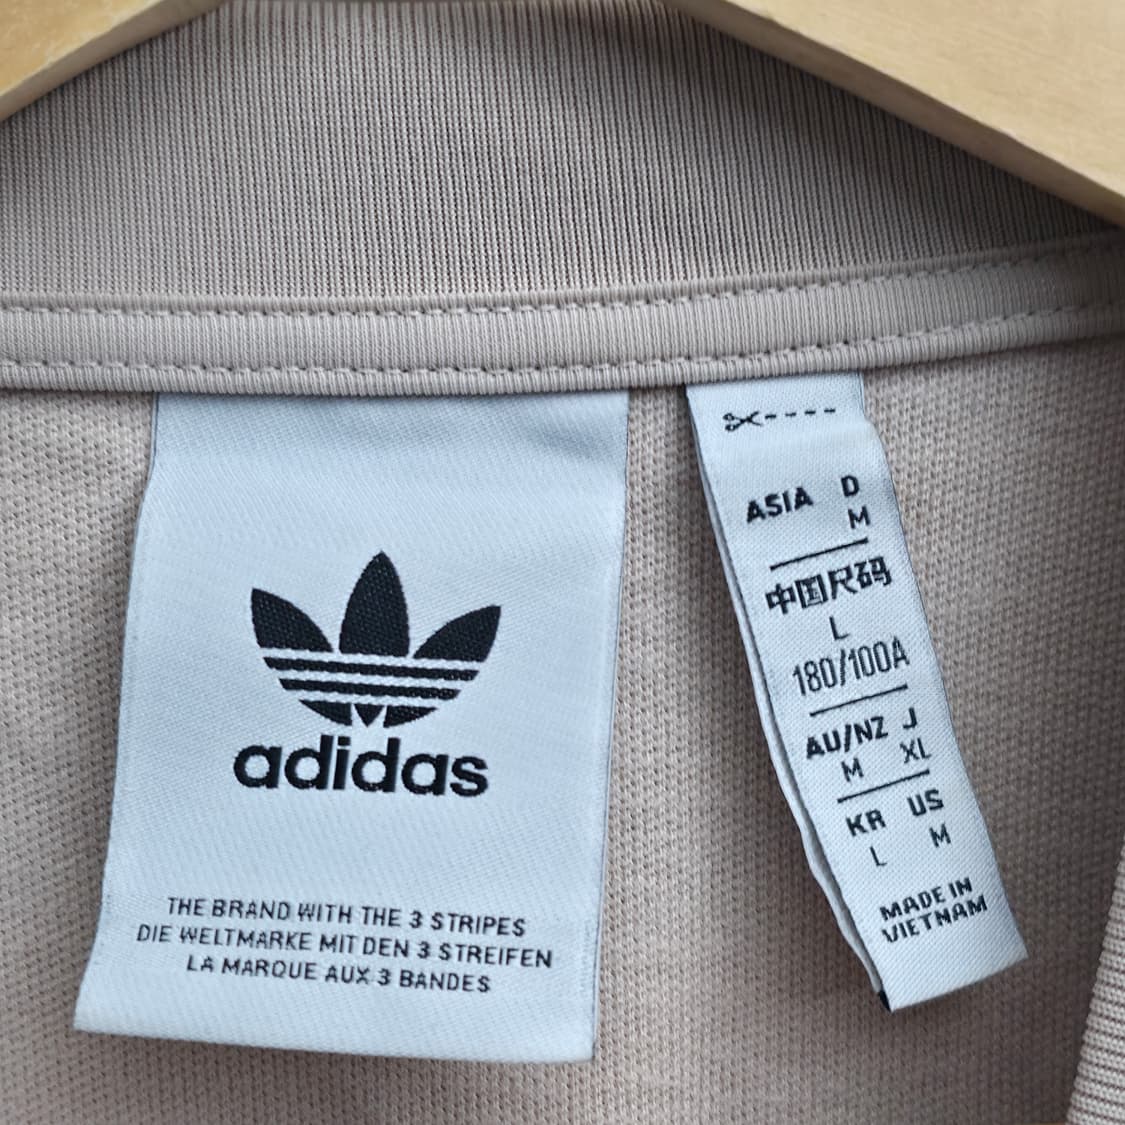 adidas
THE BRAND WITH THE 3 STRIPES
DIE WELTMARKE MIT DEN 3 STREIFEN
LA MARQUE AUX 3 BANDES
ASIA D
M
中国尺码
L
180/100A
AU/NZ J
M XL
KR US
L M
MADE IN
VIETNAM